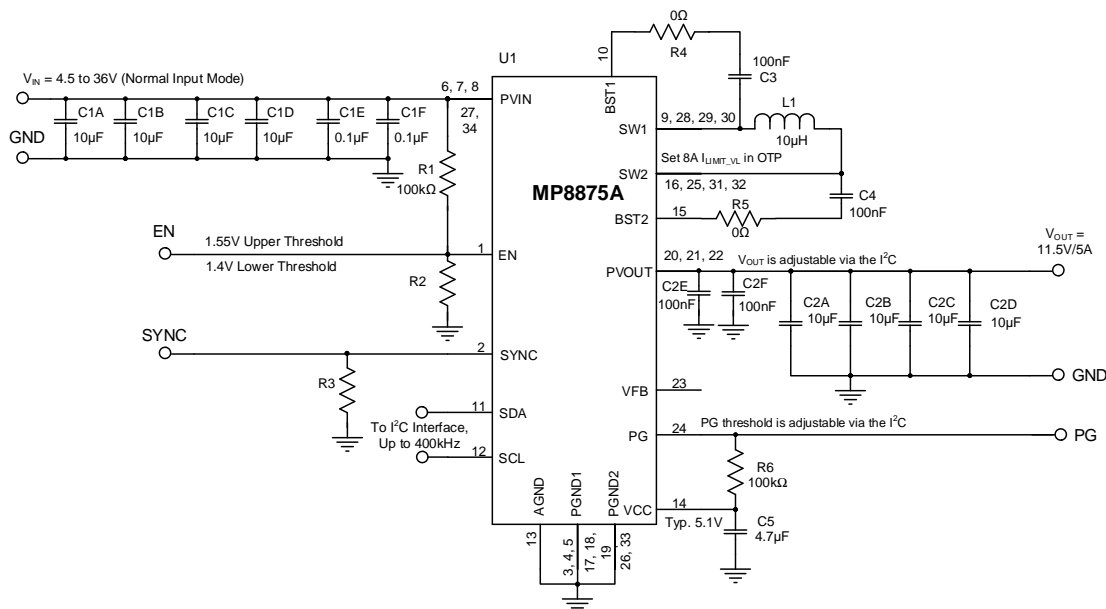 0Ω
R4
10
100nF
C3
U1
V_IN = 4.5 to 36V (Normal Input Mode)
6, 7, 8
PVIN
BST1
27,
34
GND
C1A
10µF
C1B
10µF
C1C
10µF
C1D
10µF
C1E
0.1µF
C1F
0.1µF
9, 28, 29, 30
SW1
L1
10µH
Set 8A I_LIMIT_VL in OTP
SW2
16, 25, 31, 32
R1
100kΩ
MP8875A
C4
100nF
BST2
15
R5
0Ω
EN
1.55V Upper Threshold
1.4V Lower Threshold
1
EN
R2
V_OUT =
11.5V/5A
20, 21, 22
V_OUT is adjustable via the I²C
PVOUT
C2E
100nF
C2F
100nF
C2A
10µF
C2B
10µF
C2C
10µF
C2D
10µF
GND
SYNC
2
SYNC
R3
VFB
23
11
SDA
To I²C Interface,
Up to 400kHz
12
SCL
PG threshold is adjustable via the I²C
PG
24
PG
R6
100kΩ
AGND
PGND1
PGND2
VCC
14
Typ. 5.1V
C5
4.7µF
13
3, 4, 5
17, 18,
19
26, 33